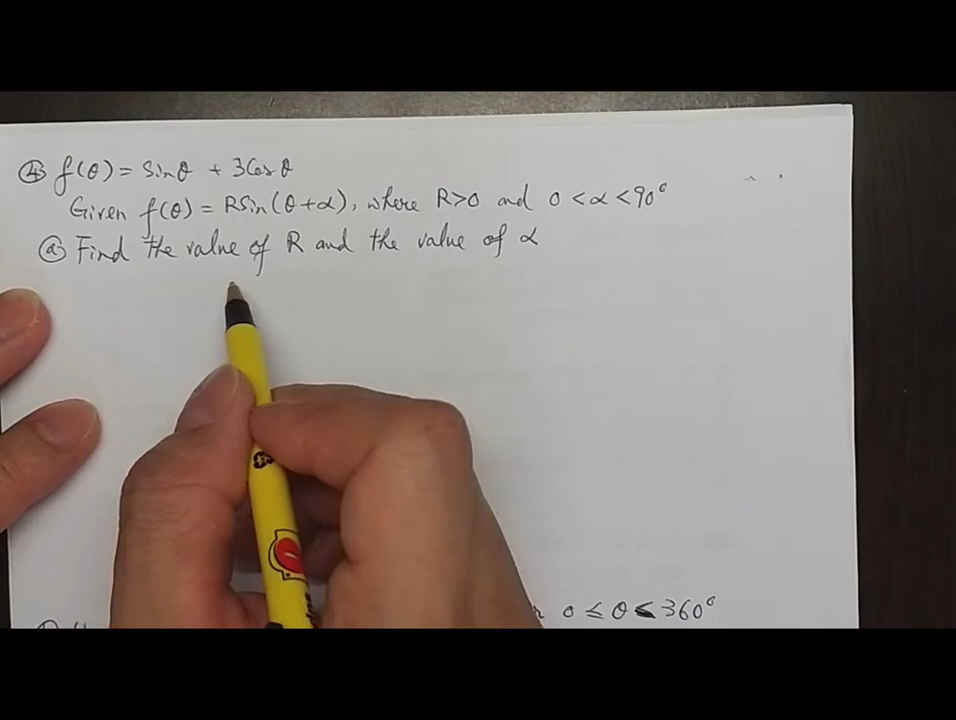 ④ f(θ) = Sinθ + 3Cosθ
Given f(θ) = RSin(θ+α), where R>0 and 0<α<90°
ⓐ Find the value of R and the value of α
0 ≤ θ ≤ 360°